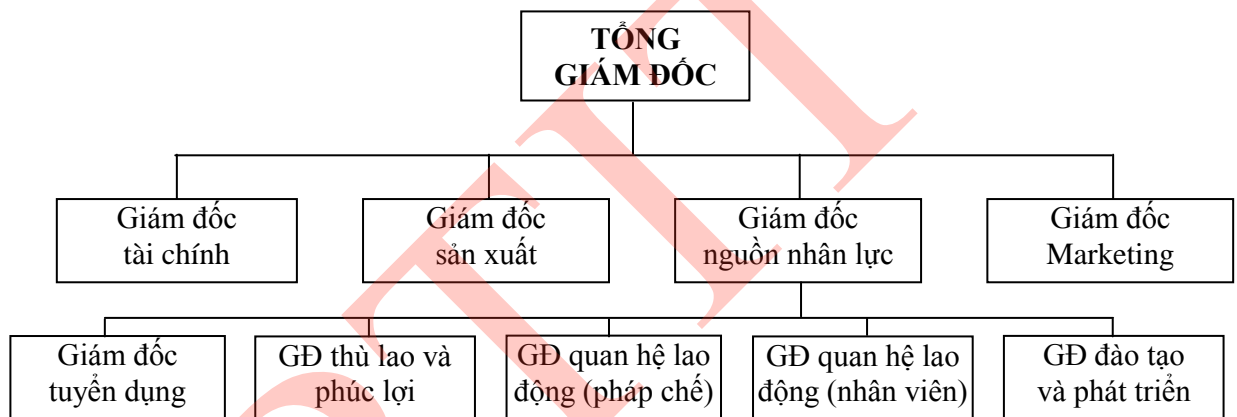 TỔNG
GIÁM ĐỐC
Giám đốc
tài chính
Giám đốc
sản xuất
Giám đốc
nguồn nhân lực
Giám đốc
Marketing
Giám đốc
tuyển dụng
GĐ thù lao và
phúc lợi
GĐ quan hệ lao
động (pháp chế)
GĐ quan hệ lao
động (nhân viên)
GĐ đào tạo
và phát triển